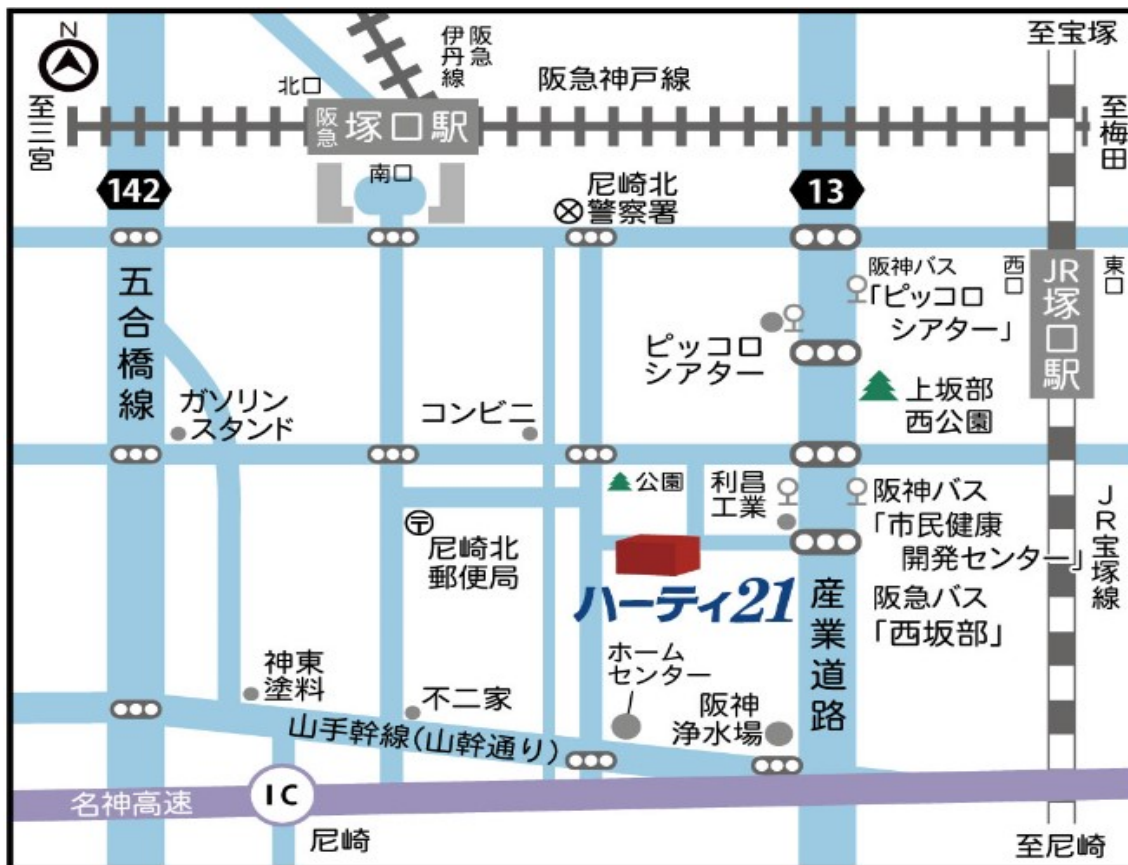 N
至宝塚
阪急
伊丹線
北口
阪急神戸線
至三宮
阪急
塚口駅
至梅田
南口
142
13
尼崎北
警察署
阪神バス
「ピッコロ
シアター」
西口
JR塚口駅
東口
五合橋線
ピッコロ
シアター
上坂部
西公園
ガソリン
スタンド
コンビニ
公園
利昌
工業
阪神バス
「市民健康
開発センター」
阪急バス
「西坂部」
JR宝塚線
〒
尼崎北
郵便局
ハーティ21
産業道路
ホーム
センター
神東
塗料
不二家
阪神
浄水場
山手幹線(山幹通り)
名神高速
IC
尼崎
至尼崎